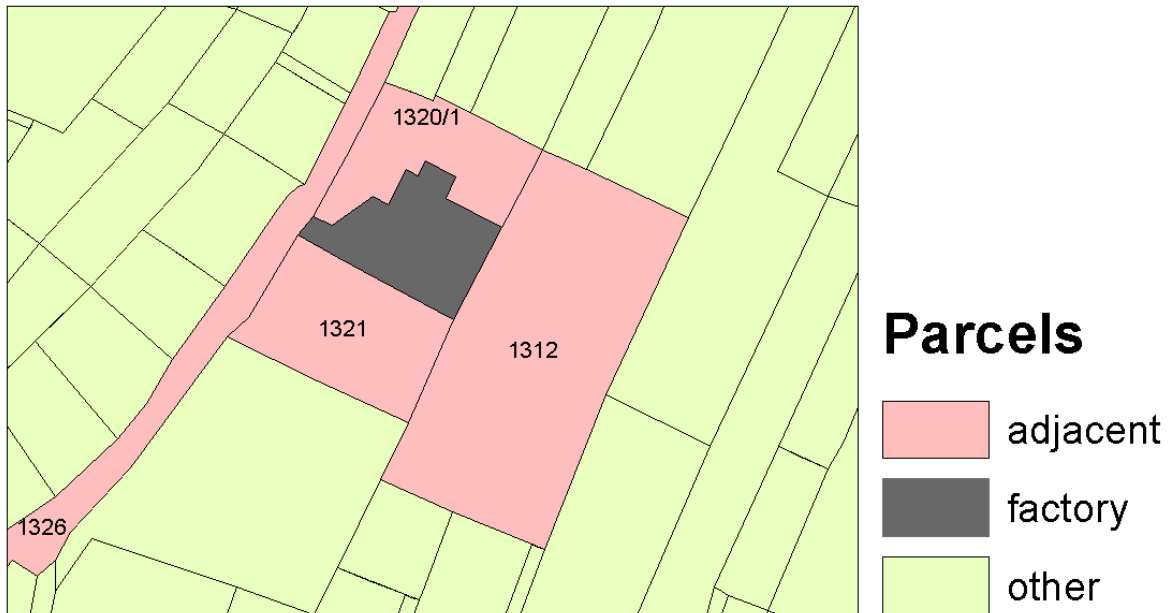 1320/1
1321
1312
1326
Parcels
adjacent
factory
other